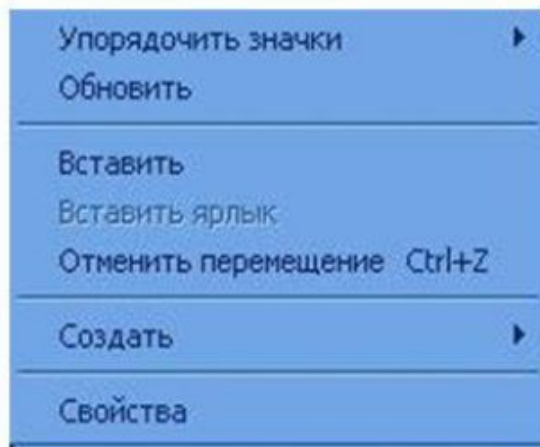 Упорядочить значки
Обновить
Вставить
Вставить ярлык
Отменить перемещение Ctrl+Z
Создать
Свойства